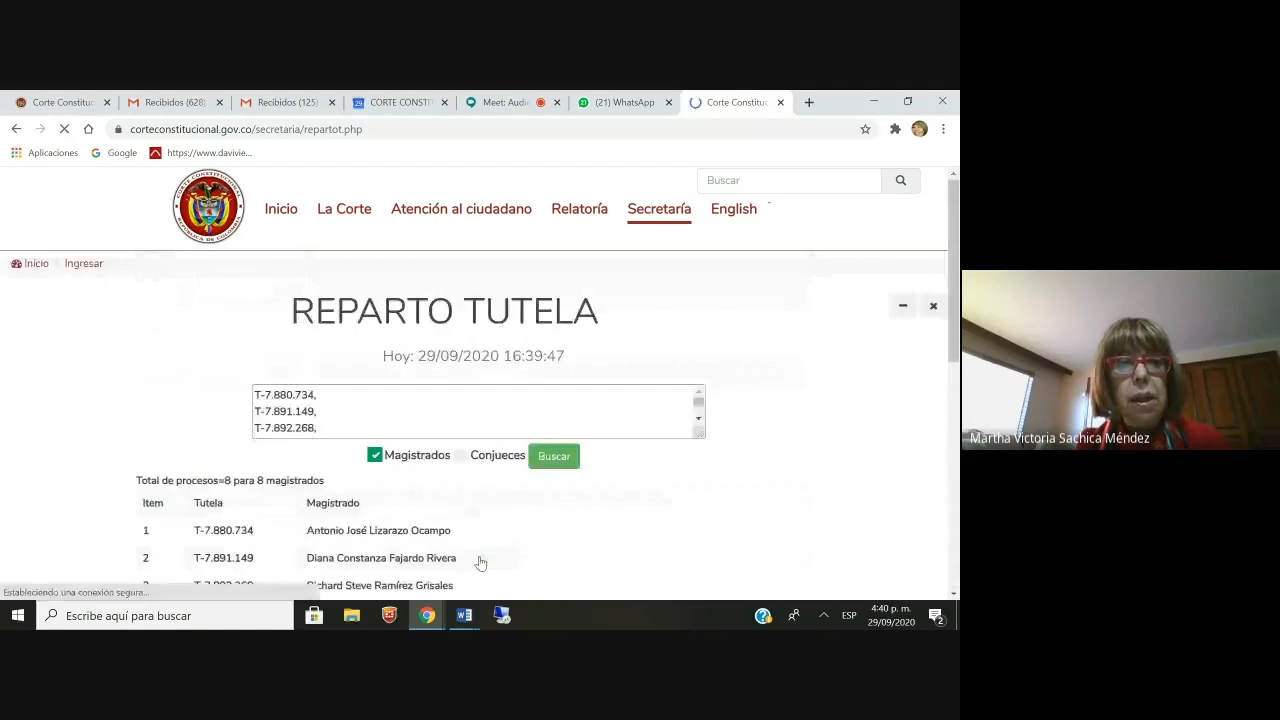 Corte Constituc
Recibidos (628)
Recibidos (125)
CORTE CONSTIT
Meet: Audi
(21) WhatsApp
Corte Constituc
corteconstitucional.gov.co/secretaria/repartot.php
Aplicaciones
Google
https://www.davivie...
Buscar
Inicio
La Corte
Atención al ciudadano
Relatoría
Secretaría
English
Inicio
Ingresar
REPARTO TUTELA
Hoy: 29/09/2020 16:39:47
T-7.880.734,
T-7.891.149,
T-7.892.268,
Magistrados
Conjueces
Buscar
Total de procesos=8 para 8 magistrados
Item Tutela Magistrado
1 T-7.880.734 Antonio José Lizarazo Ocampo
2 T-7.891.149 Diana Constanza Fajardo Rivera
Richard Steve Ramírez Grisales
Estableciendo una conexión segura...
Escribe aquí para buscar
ESP
4:40 p. m.
29/09/2020
2
Martha Victoria Sachica Méndez